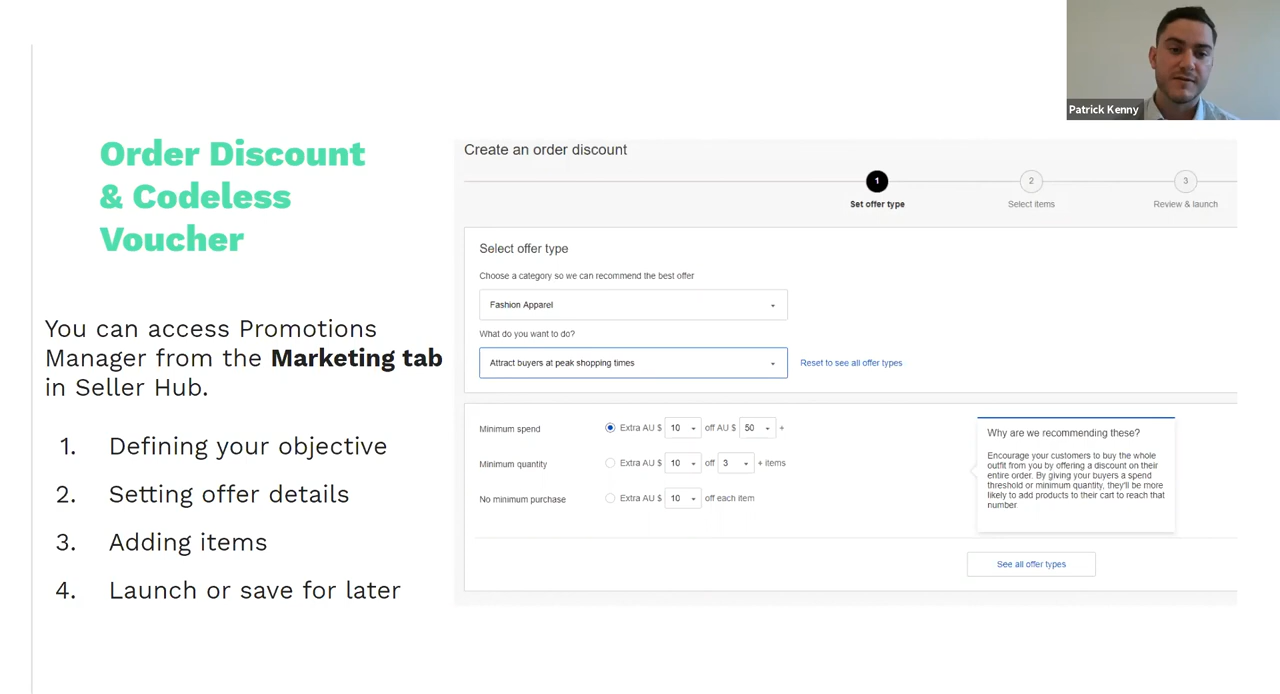 Patrick Kenny
Order Discount
& Codeless
Voucher
You can access Promotions
Manager from the Marketing tab
in Seller Hub.
1. Defining your objective
2. Setting offer details
3. Adding items
4. Launch or save for later
Create an order discount
1 2 3
Set offer type Select items Review & launch
Select offer type
Choose a category so we can recommend the best offer
Fashion Apparel
What do you want to do?
Attract buyers at peak shopping times Reset to see all offer types
Minimum spend Extra AU $ 10 off AU $ 50 +
Minimum quantity Extra AU $ 10 off 3 + items
No minimum purchase Extra AU $ 10 off each item
Why are we recommending these?
Encourage your customers to buy the whole
outfit from you by offering a discount on their
entire order. By giving your buyers a spend
threshold or minimum quantity, they'll be more
likely to add products to their cart to reach that
number
See all offer types